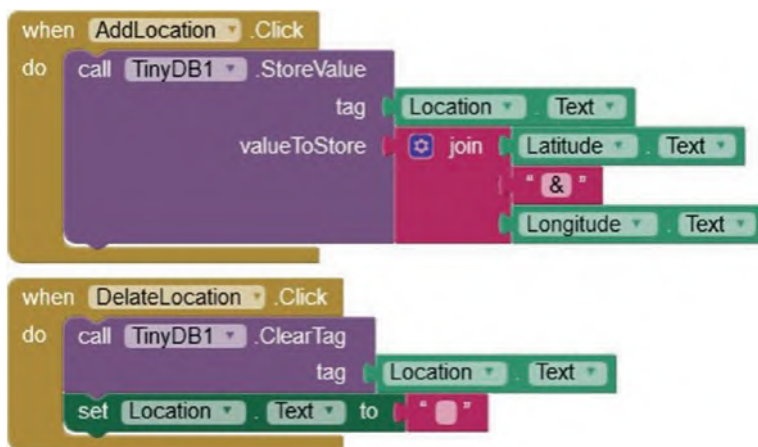 when AddLocation .Click
do call TinyDB1 .StoreValue
tag Location . Text
valueToStore join Latitude . Text
" & "
Longitude . Text
when DelateLocation .Click
do call TinyDB1 .ClearTag
tag Location . Text
set Location . Text to " "